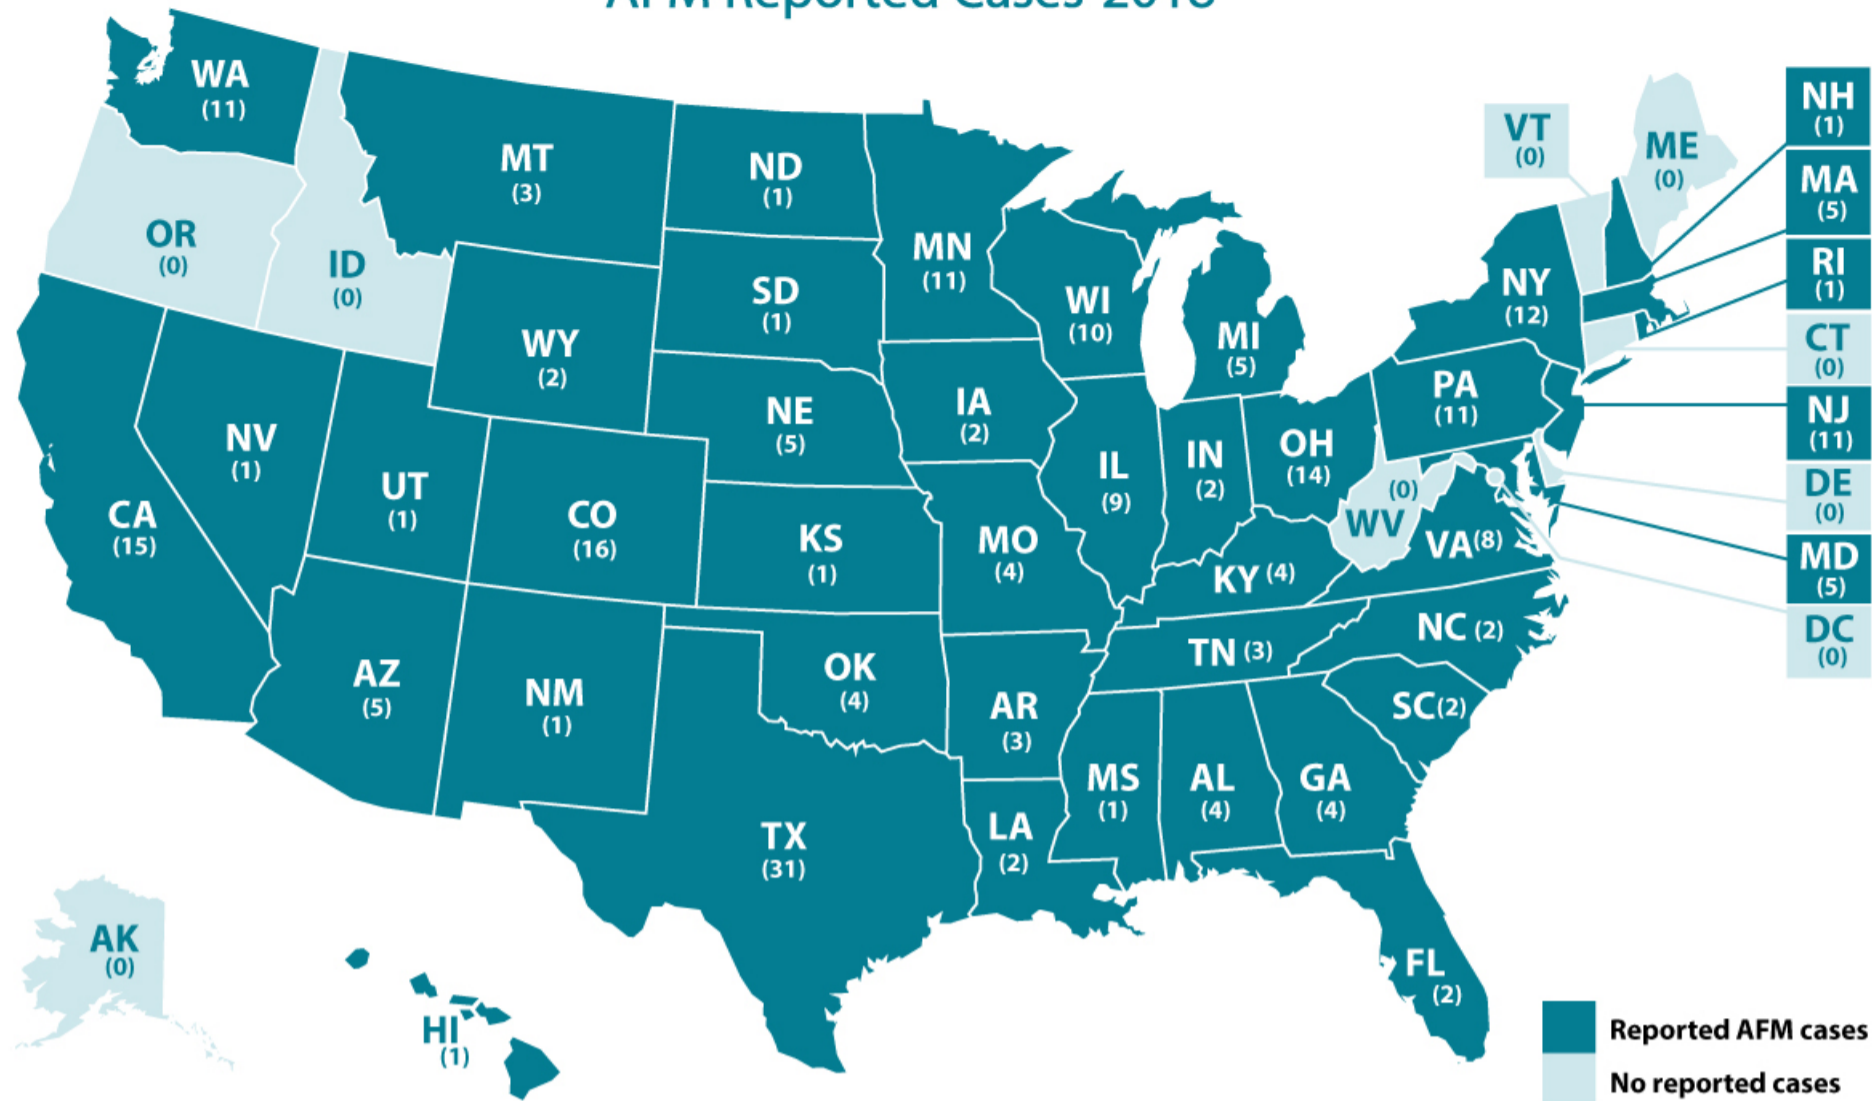 AFM Reported Cases 2018
WA
(11)
MT
(3)
ND
(1)
OR
(0)
ID
(0)
SD
(1)
MN
(11)
WI
(10)
MI
(5)
WY
(2)
NE
(5)
IA
(2)
NV
(1)
UT
(1)
CO
(16)
CA
(15)
KS
(1)
MO
(4)
IL
(9)
IN
(2)
OH
(14)
(0)
WV
VA(8)
KY (4)
PA
(11)
NY
(12)
VT
(0)
ME
(0)
NH
(1)
MA
(5)
RI
(1)
CT
(0)
NJ
(11)
DE
(0)
MD
(5)
DC
(0)
TN (3)
NC (2)
SC(2)
AZ
(5)
NM
(1)
OK
(4)
AR
(3)
TX
(31)
LA
(2)
MS
(1)
AL
(4)
GA
(4)
FL
(2)
AK
(0)
HI
(1)
Reported AFM cases
No reported cases